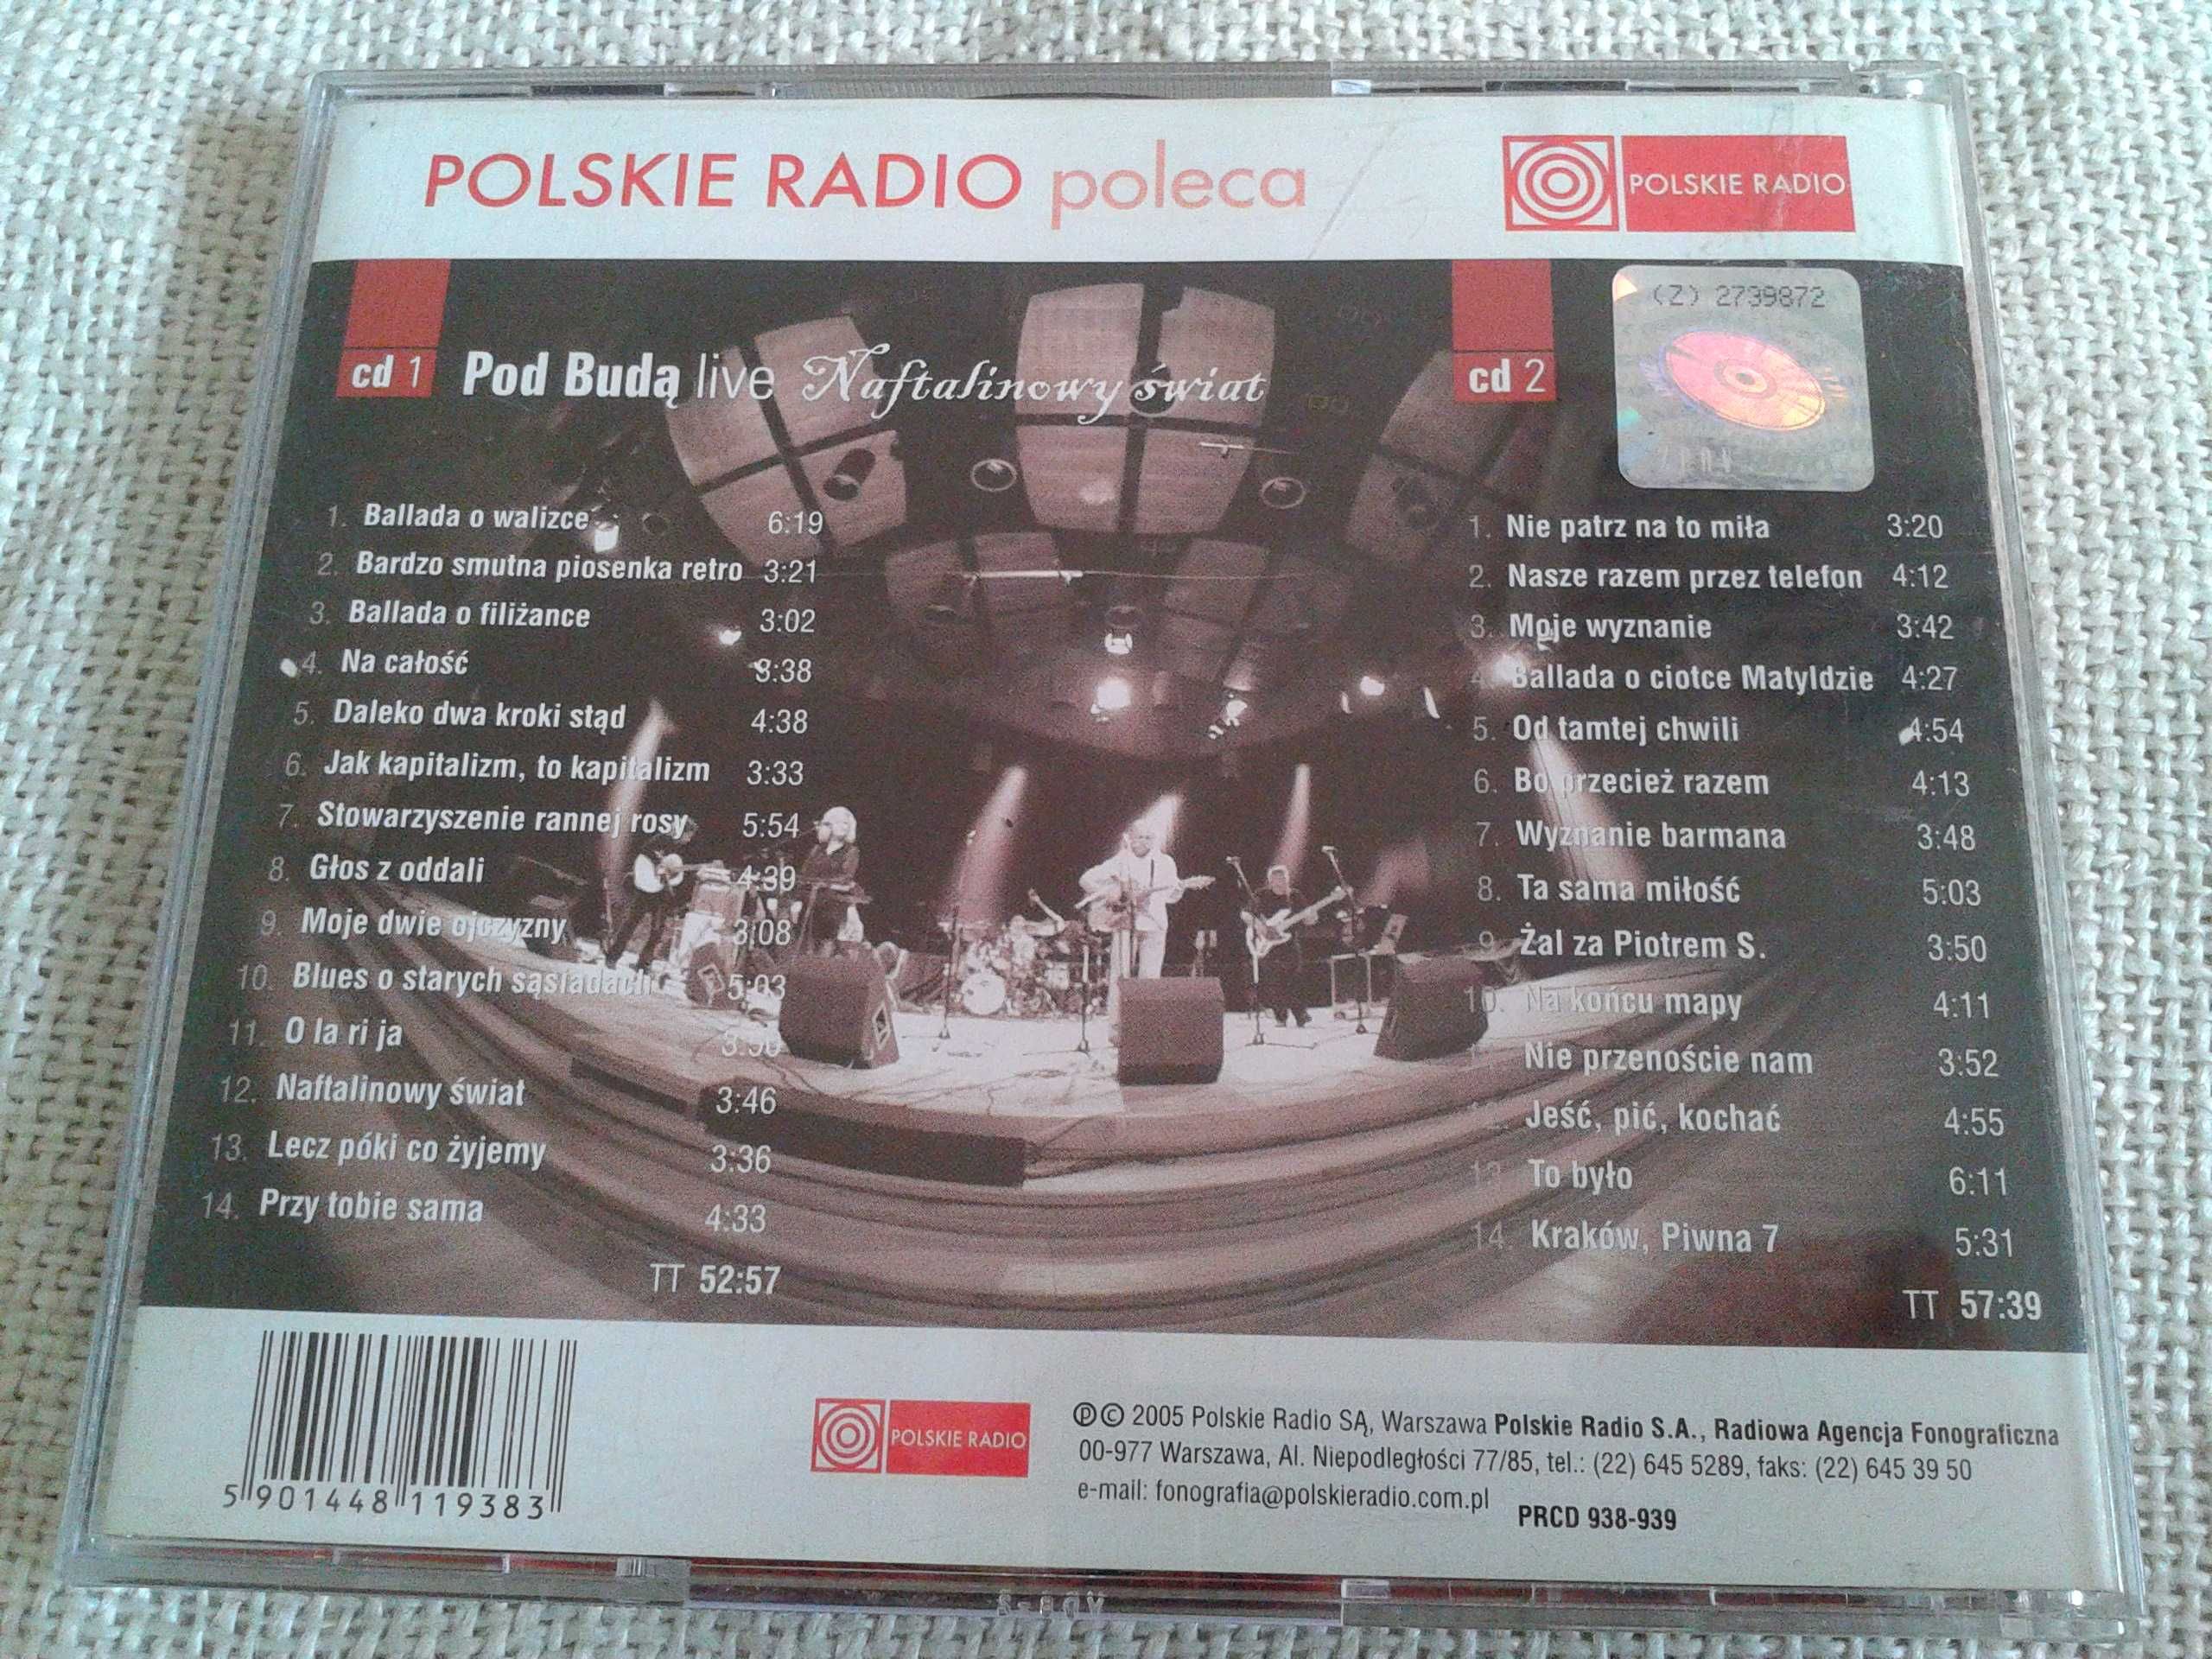 POLSKIE RADIO poleca
POLSKIE RADIO
cd 1 Pod Budą live Naftalinowy świat
1. Ballada o walizce 6:19
2. Bardzo smutna piosenka retro 3:21
3. Ballada o filiżance 3:02
4. Na całość 3:38
5. Daleko dwa kroki stąd 4:38
6. Jak kapitalizm, to kapitalizm 3:33
7. Stowarzyszenie rannej rosy 5:54
8. Głos z oddali 4:39
9. Moje dwie ojczyzny 3:08
10. Blues o starych sąsiadach 5:03
11. O la ri ja
12. Naftalinowy świat 3:46
13. Lecz póki co żyjemy 3:36
14. Przy tobie sama 4:33
TT 52:57
cd 2
(Z) 2739872
1. Nie patrz na to miła 3:20
2. Nasze razem przez telefon 4:12
3. Moje wyznanie 3:42
4. Ballada o ciotce Matyldzie 4:27
5. Od tamtej chwili 4:54
6. Bo przecież razem 4:13
7. Wyznanie barmana 3:48
8. Ta sama miłość 5:03
9. Żal za Piotrem S. 3:50
10. Na końcu mapy 4:11
Nie przenoście nam 3:52
12. Jeść, pić, kochać 4:55
13. To było 6:11
14. Kraków, Piwna 7 5:31
TT 57:39
5 901448 119383
POLSKIE RADIO
Ⓟ© 2005 Polskie Radio SĄ, Warszawa Polskie Radio S.A., Radiowa Agencja Fonograficzna
00-977 Warszawa, Al. Niepodległości 77/85, tel.: (22) 645 5289, faks: (22) 645 39 50
e-mail: fonografia@polskieradio.com.pl
PRCD 938-939